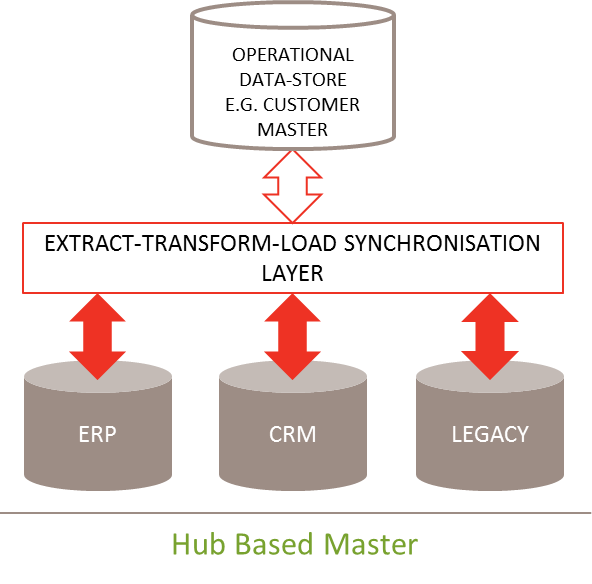 OPERATIONAL
DATA-STORE
E.G. CUSTOMER
MASTER
EXTRACT-TRANSFORM-LOAD SYNCHRONISATION
LAYER
ERP
CRM
LEGACY
Hub Based Master